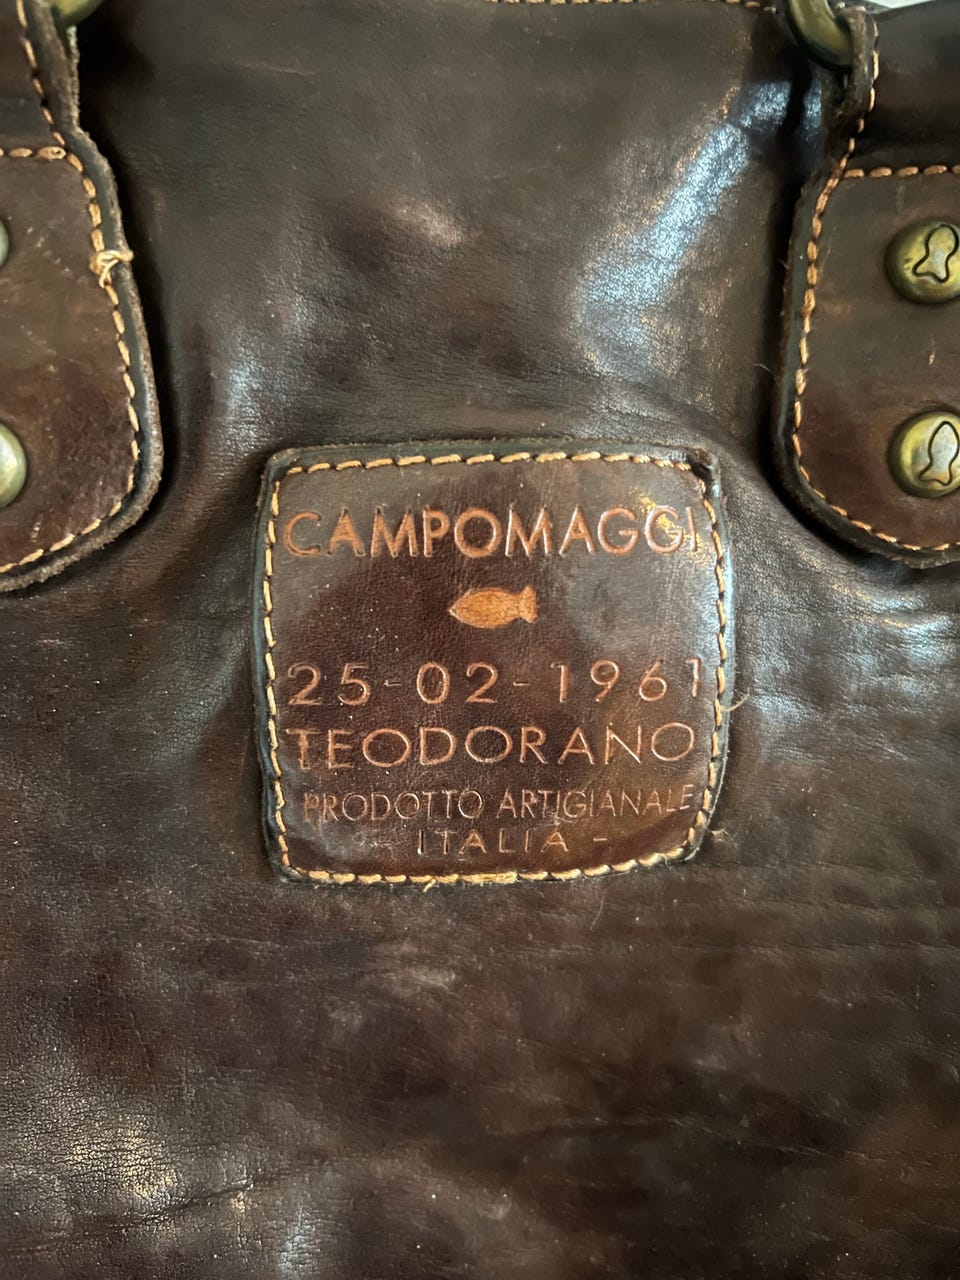 CAMPOMAGGI
25-02-1961
TEODORANO
PRODOTTO ARTIGIANALE
- ITALIA -